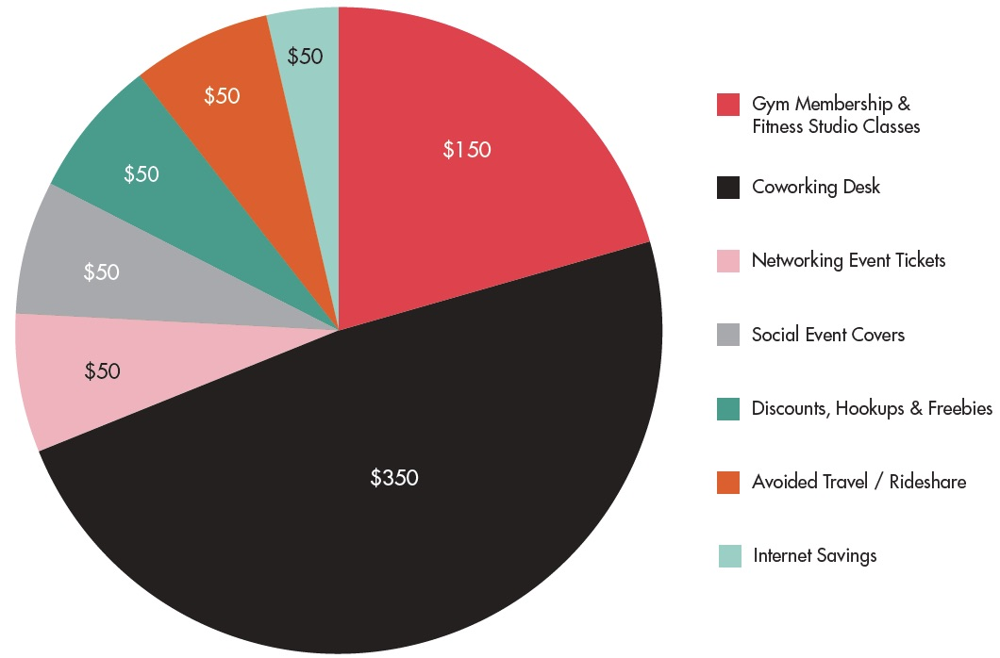 $50
$150
$50
$50
$50
$50
$350
Gym Membership &
Fitness Studio Classes
Coworking Desk
Networking Event Tickets
Social Event Covers
Discounts, Hookups & Freebies
Avoided Travel / Rideshare
Internet Savings